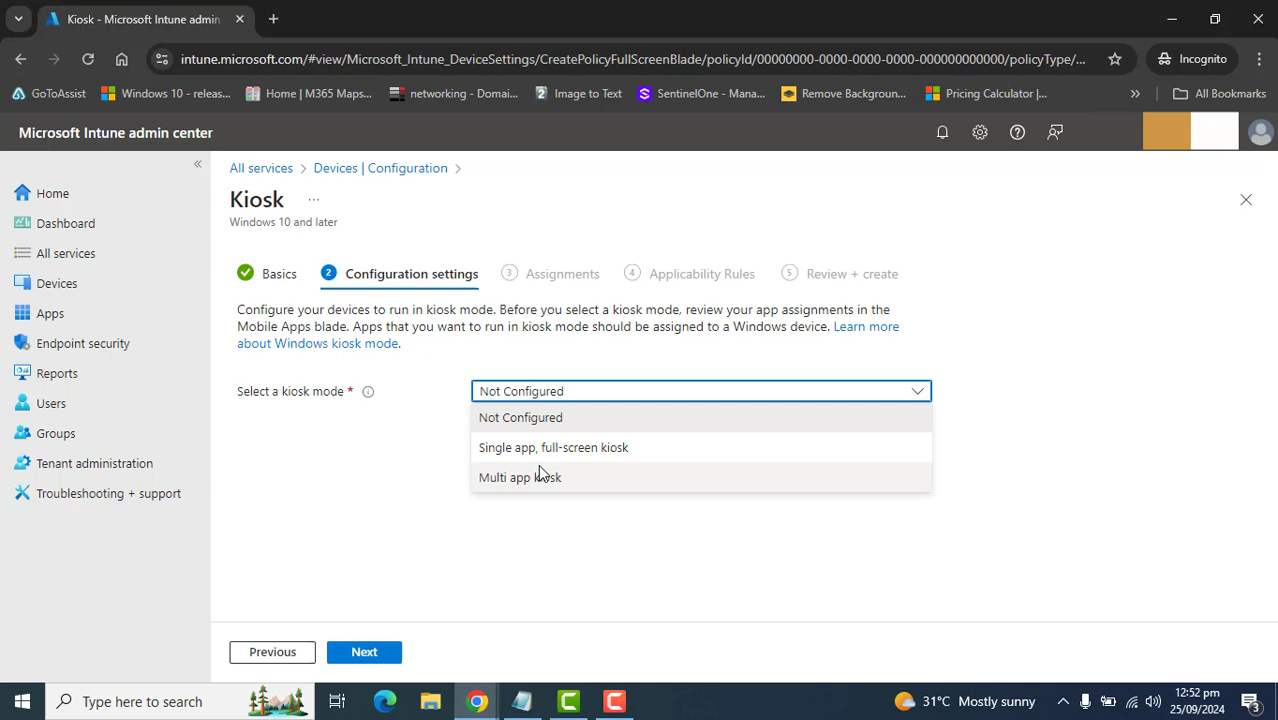 Kiosk - Microsoft Intune admin
intune.microsoft.com/#view/Microsoft_Intune_DeviceSettings/CreatePolicyFullScreenBlade/policyId/00000000-0000-0000-0000-000000000000/policyType/...
Incognito
GoToAssist
Windows 10 - releas...
Home | M365 Maps...
networking - Domai...
Image to Text
SentinelOne - Mana...
Remove Backgroun...
Pricing Calculator |...
»
All Bookmarks
Microsoft Intune admin center
«
Home
Dashboard
All services
Devices
Apps
Endpoint security
Reports
Users
Groups
Tenant administration
Troubleshooting + support
All services > Devices | Configuration >
Kiosk ...
Windows 10 and later
Basics
2 Configuration settings
3 Assignments
4 Applicability Rules
5 Review + create
Configure your devices to run in kiosk mode. Before you select a kiosk mode, review your app assignments in the
Mobile Apps blade. Apps that you want to run in kiosk mode should be assigned to a Windows device. Learn more
about Windows kiosk mode.
Select a kiosk mode *
Not Configured
Not Configured
Single app, full-screen kiosk
Multi app kiosk
Previous
Next
Type here to search
31°C Mostly sunny
12:52 pm
25/09/2024
3